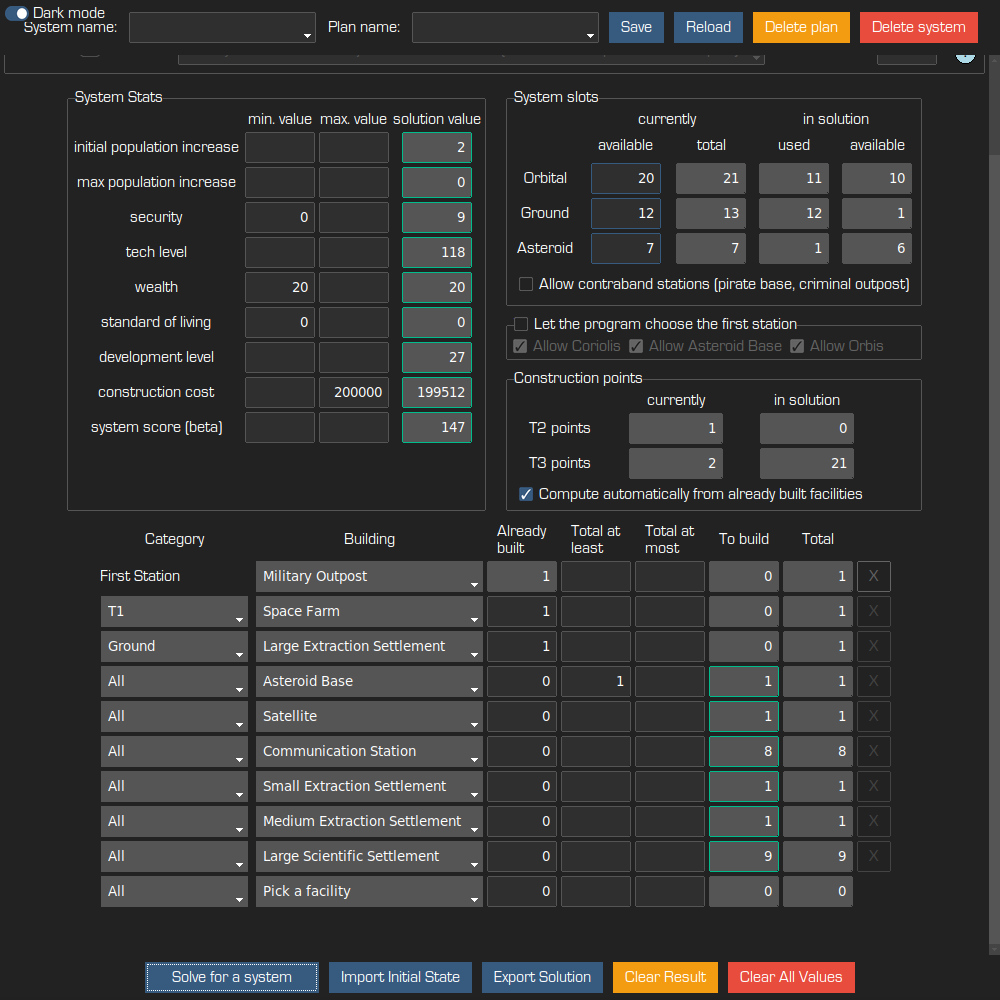 Dark mode
System name:
Plan name:
Save
Reload
Delete plan
Delete system
System Stats
min. value max. value solution value
initial population increase 2
max population increase 0
security 0 9
tech level 118
wealth 20 20
standard of living 0 0
development level 27
construction cost 200000 199512
system score (beta) 147
System slots
currently in solution
available total used available
Orbital 20 21 11 10
Ground 12 13 12 1
Asteroid 7 7 1 6
Allow contraband stations (pirate base, criminal outpost)
Let the program choose the first station
Allow Coriolis Allow Asteroid Base Allow Orbis
Construction points
currently in solution
T2 points 1 0
T3 points 2 21
Compute automatically from already built facilities
Category Building Already built Total at least Total at most To build Total
First Station Military Outpost 1 0 1 X
T1 Space Farm 1 0 1 X
Ground Large Extraction Settlement 1 0 1 X
All Asteroid Base 0 1 1 1 X
All Satellite 0 1 1 X
All Communication Station 0 8 8 X
All Small Extraction Settlement 0 1 1 X
All Medium Extraction Settlement 0 1 1 X
All Large Scientific Settlement 0 9 9 X
All Pick a facility 0 0 0
Solve for a system
Import Initial State
Export Solution
Clear Result
Clear All Values